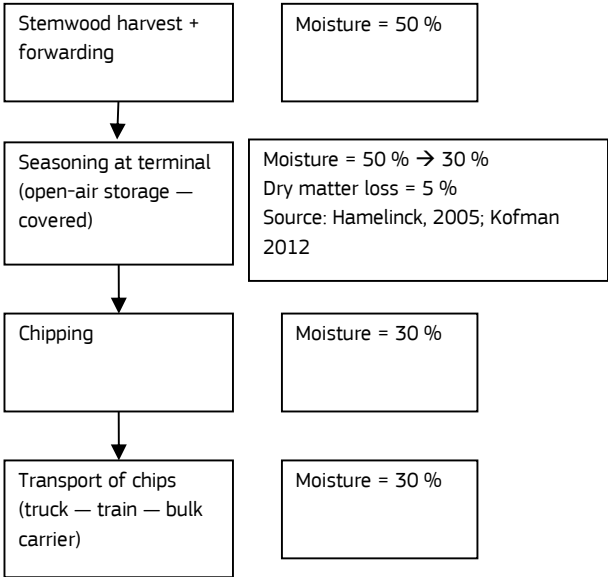 Stemwood harvest +
forwarding
Moisture = 50 %
Seasoning at terminal
(open-air storage —
covered)
Moisture = 50 % → 30 %
Dry matter loss = 5 %
Source: Hamelinck, 2005; Kofman
2012
Chipping
Moisture = 30 %
Transport of chips
(truck — train — bulk
carrier)
Moisture = 30 %